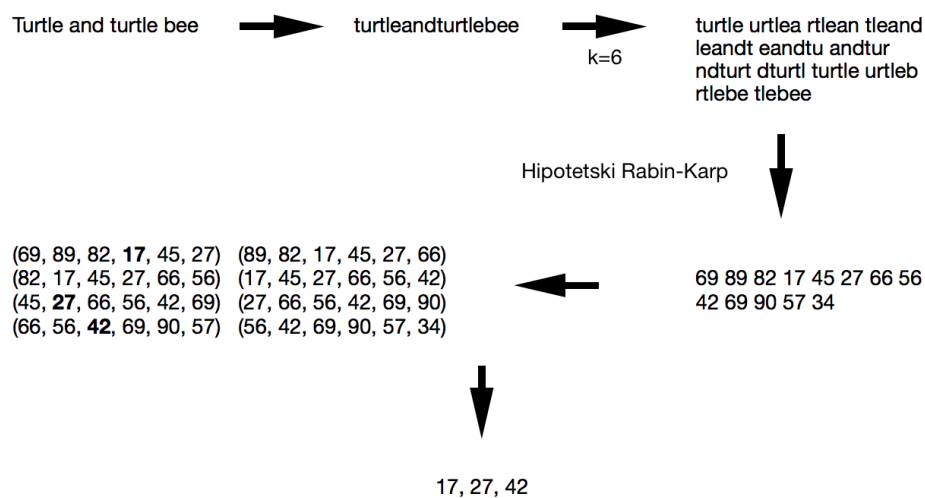 Turtle and turtle bee
turtleandturtlebee
k=6
turtle urtlea rtlean tleand
leandt eandtu andtur
ndturt dturtl turtle urtleb
rtlebe tlebee
Hipotetski Rabin-Karp
69 89 82 17 45 27 66 56
42 69 90 57 34
(69, 89, 82, 17, 45, 27) (89, 82, 17, 45, 27, 66)
(82, 17, 45, 27, 66, 56) (17, 45, 27, 66, 56, 42)
(45, 27, 66, 56, 42, 69) (27, 66, 56, 42, 69, 90)
(66, 56, 42, 69, 90, 57) (56, 42, 69, 90, 57, 34)
17, 27, 42